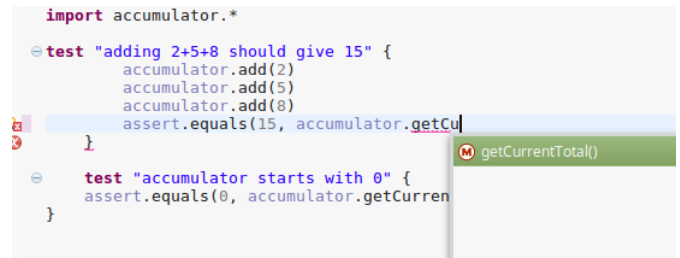 import accumulator.*
test "adding 2+5+8 should give 15" {
accumulator.add(2)
accumulator.add(5)
accumulator.add(8)
assert.equals(15, accumulator.getCu
}
getCurrentTotal()
test "accumulator starts with 0" {
assert.equals(0, accumulator.getCurren
}